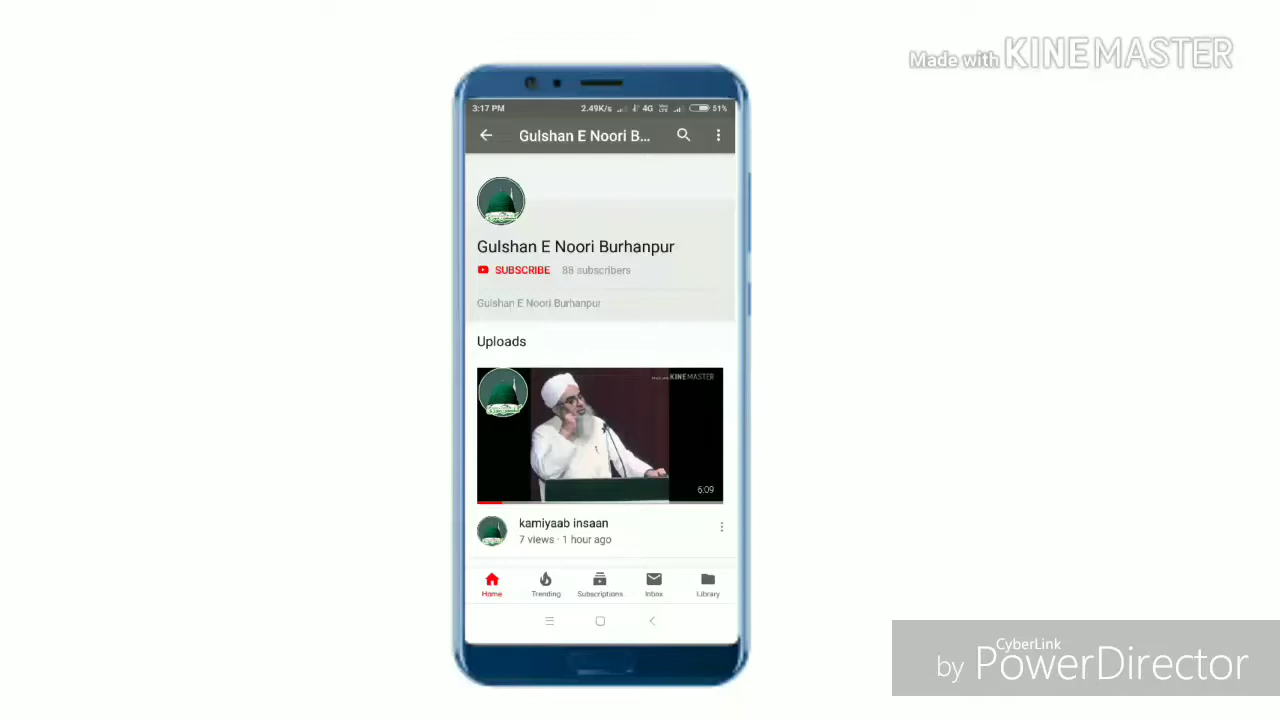 Made with KINEMASTER
3:17 PM 2.49K/s 4G 51%
Gulshan E Noori B...
Gulshan E Noori Burhanpur
SUBSCRIBE 88 subscribers
Gulshan E Noori Burhanpur
Uploads
KINEMASTER
6:09
kamiyaab insaan
7 views · 1 hour ago
Home Trending Subscriptions Inbox Library
CyberLink
by PowerDirector